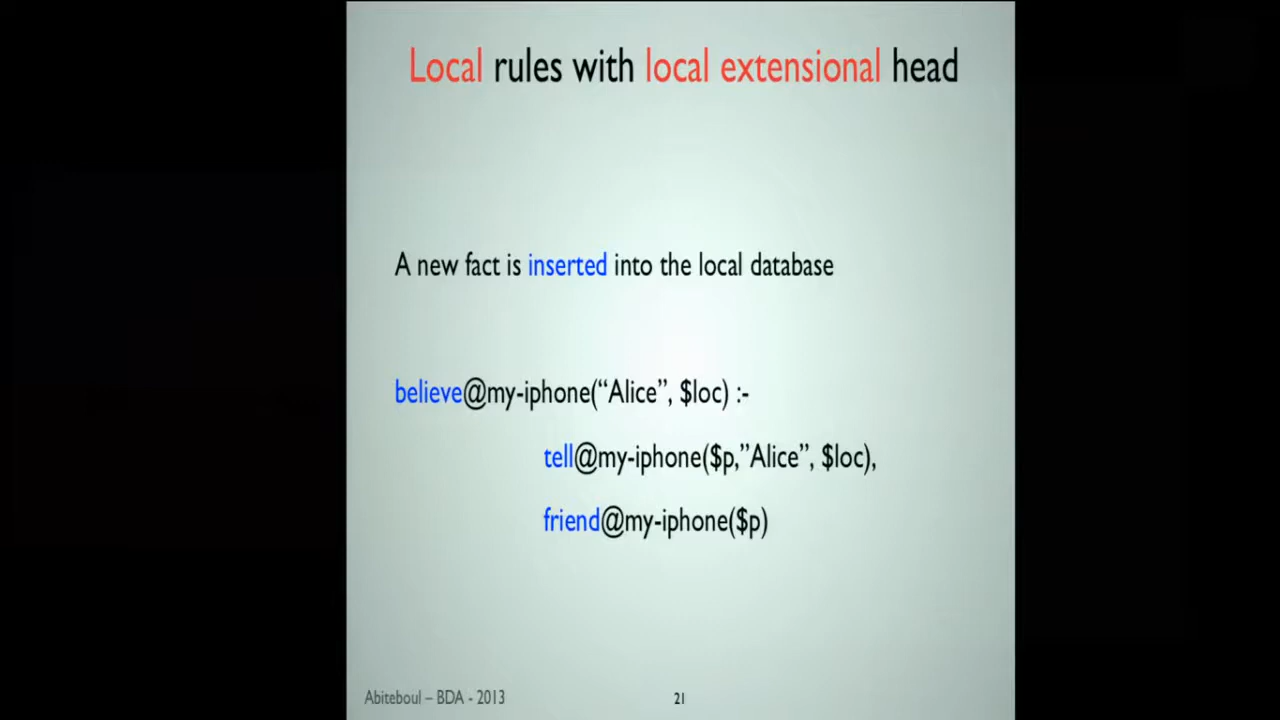 Local rules with local extensional head
A new fact is inserted into the local database
believe@my-iphone(“Alice”, $loc) :-
tell@my-iphone($p,”Alice”, $loc),
friend@my-iphone($p)
Abiteboul – BDA - 2013
21